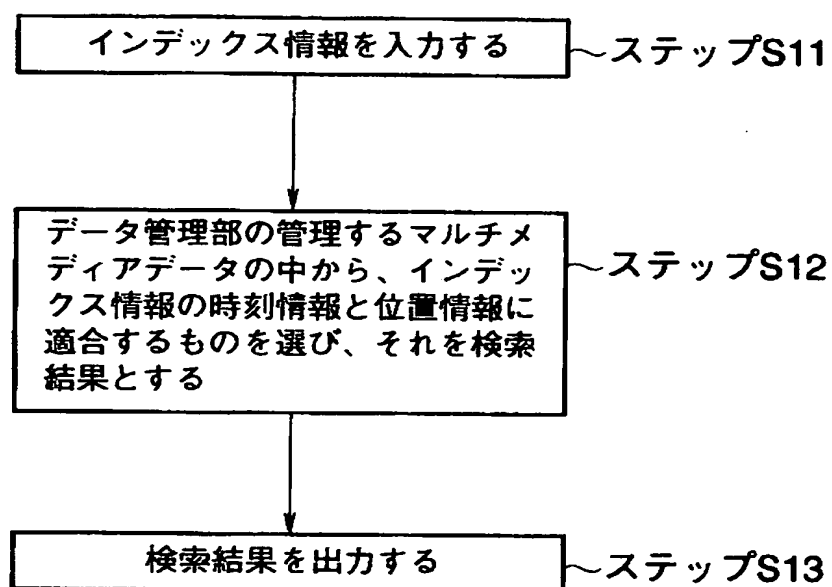 インデックス情報を入力する
ステップS11
データ管理部の管理するマルチメ
ディアデータの中から、インデッ
クス情報の時刻情報と位置情報に
適合するものを選び、それを検索
結果とする
ステップS12
検索結果を出力する
ステップS13